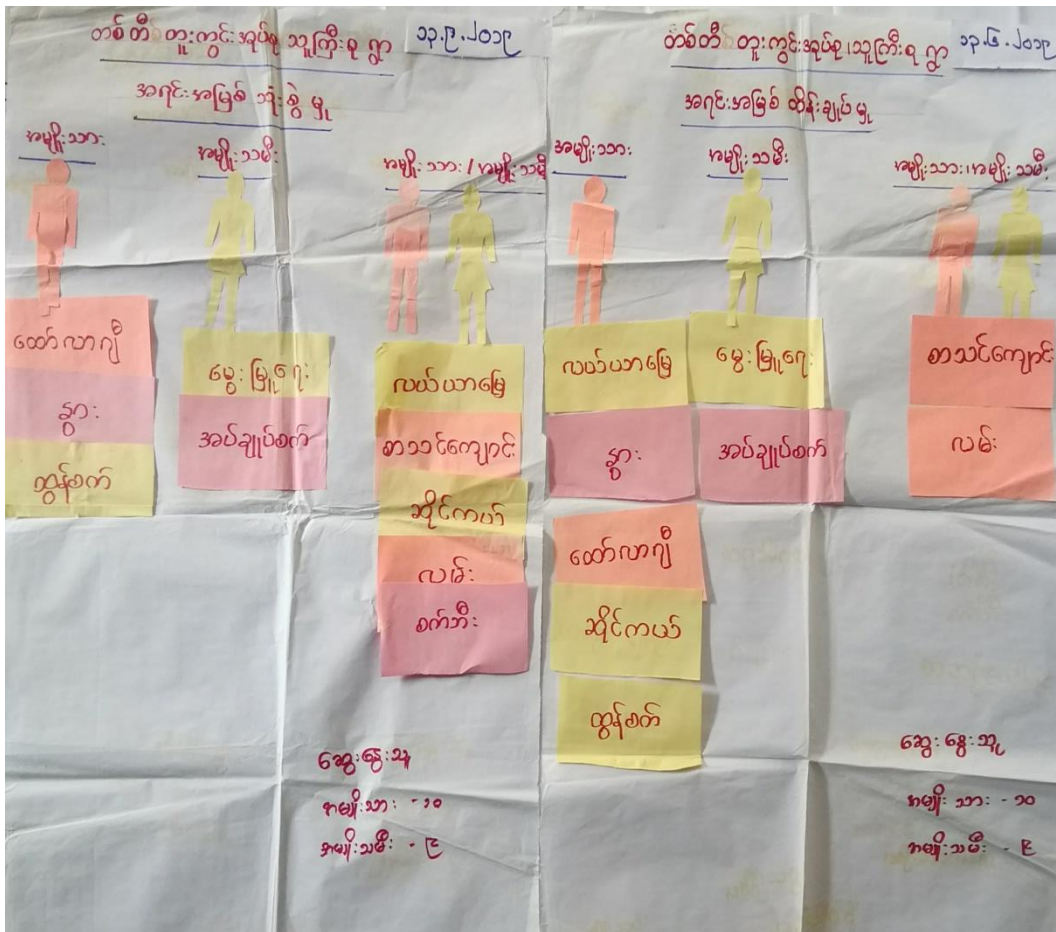 တစ်တီ တူးကွင်းအုပ်စု သူကြီးစု ရွာ
၁၃.၉.၂၀၁၉
အရင်းအမြစ် သုံးစွဲ မှု
အမျိုးသား
အမျိုးသမီး
အမျိုးသား / အမျိုးသမီ
ထော်လာဂျီ
နွား
ထွန်စက်
မွေးမြူရေး
အပ်ချုပ်စက်
လယ်ယာမြေ
စာသင်ကျောင်း
ဆိုင်ကယ်
လမ်း
စက်ဘီး
ဆွေးနွေးသူ
အမျိုးသား - ၁၀
အမျိုးသမီး - ၉
တစ်တီ တူးကွင်းအုပ်စု၊သူကြီးစု ရွာ
၁၃.၆.၂၀၁၉
အရင်းအမြစ် ထိန်းချုပ် မှု
အမျိုးသား
အမျိုးသမီး
အမျိုးသား၊အမျိုးသမီး
လယ်ယာမြေ
နွား
ထော်လာဂျီ
ဆိုင်ကယ်
ထွန်စက်
မွေးမြူရေး
အပ်ချုပ်စက်
စာသင်ကျောင်း
လမ်း
ဆွေးနွေးသူ
အမျိုးသား - ၁၀
အမျိုးသမီး - ၉